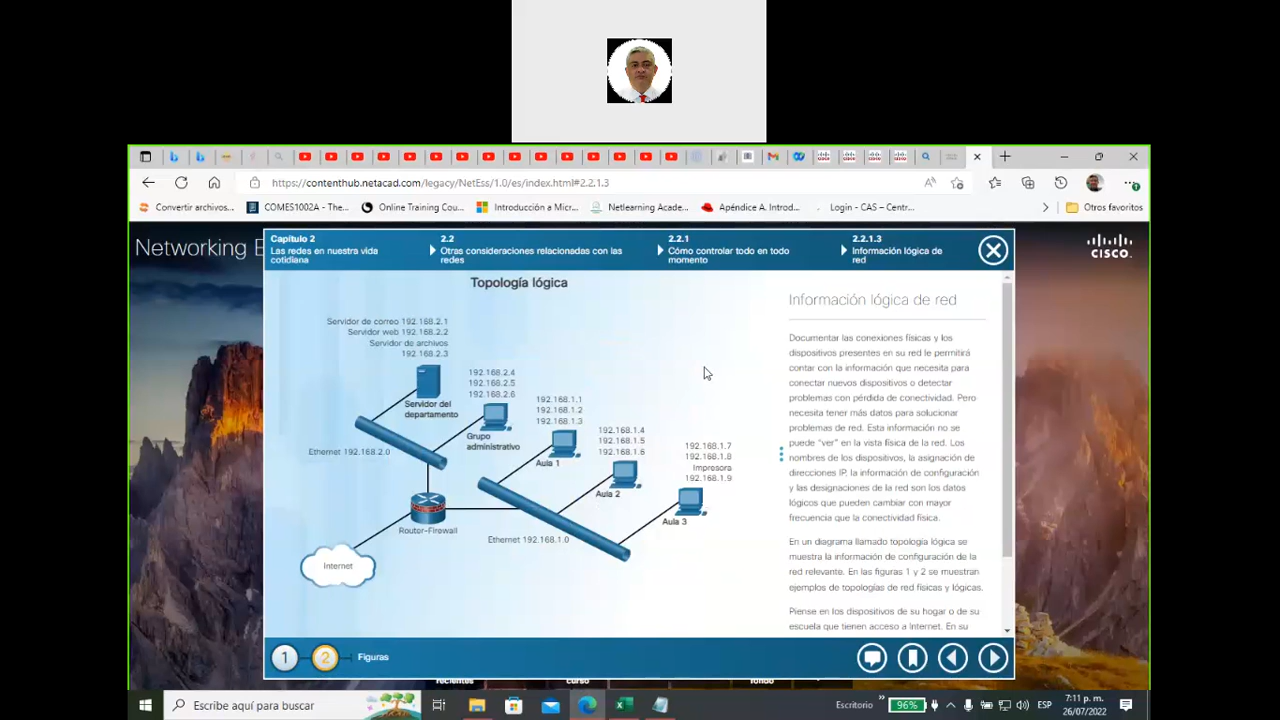 https://contenthub.netacad.com/legacy/NetEss/1.0/es/index.html#2.2.1.3
Convertir archivos...
COMES1002A - The...
Online Training Cou...
Introducción a Micr...
Netlearning Acade...
Apéndice A. Introd...
Login - CAS – Centr...
Otros favoritos
Networking E
Capítulo 2
Las redes en nuestra vida
cotidiana
2.2
Otras consideraciones relacionadas con las
redes
2.2.1
Cómo controlar todo en todo
momento
2.2.1.3
Información lógica de
red
CISCO
Topología lógica
Servidor de correo 192.168.2.1
Servidor web 192.168.2.2
Servidor de archivos
192.168.2.3
Servidor del
departamento
192.168.2.4
192.168.2.5
192.168.2.6
Grupo
administrativo
192.168.1.1
192.168.1.2
192.168.1.3
Aula 1
192.168.1.4
192.168.1.5
192.168.1.6
Aula 2
192.168.1.7
192.168.1.8
Impresora
192.168.1.9
Aula 3
Ethernet 192.168.2.0
Router-Firewall
Ethernet 192.168.1.0
Internet
Información lógica de red
Documentar las conexiones físicas y los
dispositivos presentes en su red le permitirá
contar con la información que necesita para
conectar nuevos dispositivos o detectar
problemas con pérdida de conectividad. Pero
necesita tener más datos para solucionar
problemas de red. Esta información no se
puede "ver" en la vista física de la red. Los
nombres de los dispositivos, la asignación de
direcciones IP, la información de configuración
y las designaciones de la red son los datos
lógicos que pueden cambiar con mayor
frecuencia que la conectividad física.
En un diagrama llamado topología lógica se
muestra la información de configuración de la
red relevante. En las figuras 1 y 2 se muestran
ejemplos de topologías de red físicas y lógicas.
Piense en los dispositivos de su hogar o de su
escuela que tienen acceso a Internet. En su
1
2
Figuras
recientes
curso
fondo
Escribe aquí para buscar
Escritorio
96%
ESP
7:11 p. m.
26/07/2022